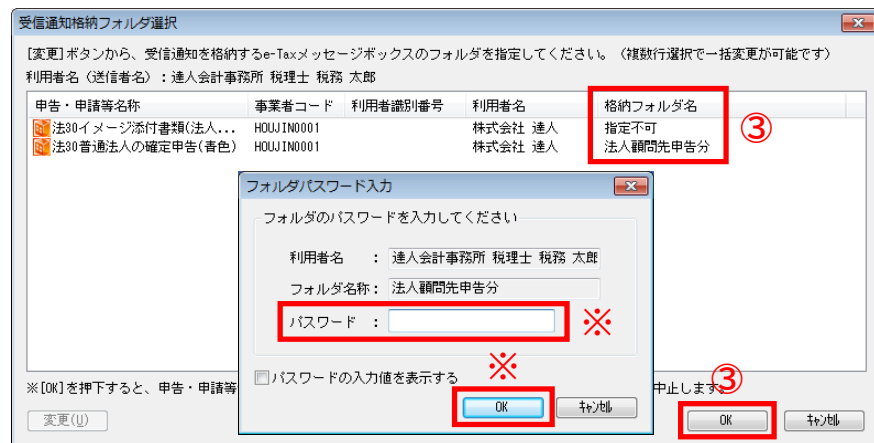 受信通知格納フォルダ選択
[変更]ボタンから、受信通知を格納するe-Taxメッセージボックスのフォルダを指定してください。（複数行選択で一括変更が可能です）
利用者名（送信者名）：達人会計事務所 税理士 税務 太郎
申告・申請等名称 事業者コード 利用者識別番号 利用者名 格納フォルダ名
法30イメージ添付書類(法人... HOUJIN0001 株式会社 達人 指定不可
法30普通法人の確定申告(青色) HOUJIN0001 株式会社 達人 法人顧問先申告分
③
フォルダパスワード入力
フォルダのパスワードを入力してください
利用者名 ： 達人会計事務所 税理士 税務 太郎
フォルダ名称： 法人顧問先申告分
パスワード ： ※
パスワードの入力値を表示する ※
OK ｷｬﾝｾﾙ
※[OK]を押下すると、申告・申請等 中止します。
③
変更(U) OK ｷｬﾝｾﾙ